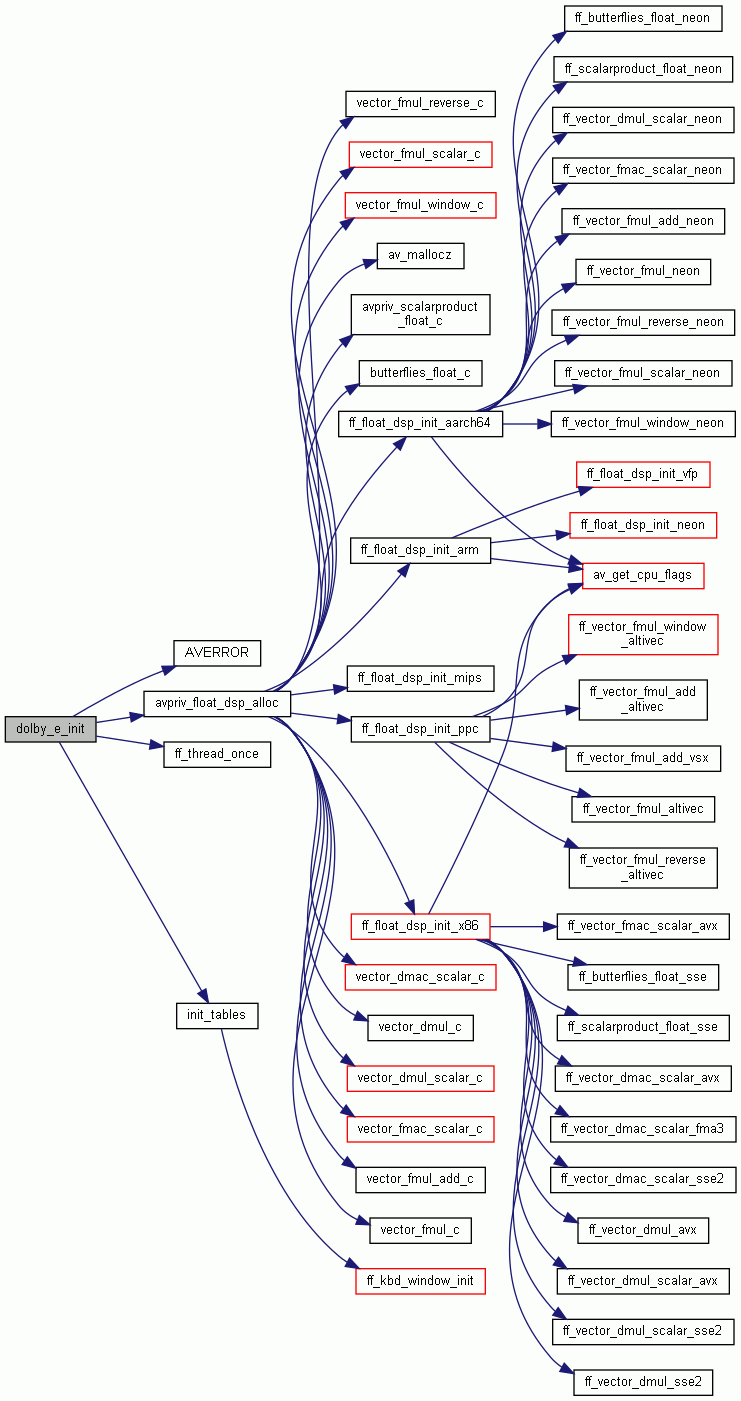 dolby_e_init
AVERROR
avpriv_float_dsp_alloc
ff_thread_once
init_tables
vector_fmul_reverse_c
vector_fmul_scalar_c
vector_fmul_window_c
av_mallocz
avpriv_scalarproduct
_float_c
butterflies_float_c
ff_float_dsp_init_aarch64
ff_float_dsp_init_arm
ff_float_dsp_init_mips
ff_float_dsp_init_ppc
ff_float_dsp_init_x86
vector_dmac_scalar_c
vector_dmul_c
vector_dmul_scalar_c
vector_fmac_scalar_c
vector_fmul_add_c
vector_fmul_c
ff_kbd_window_init
ff_butterflies_float_neon
ff_scalarproduct_float_neon
ff_vector_dmul_scalar_neon
ff_vector_fmac_scalar_neon
ff_vector_fmul_add_neon
ff_vector_fmul_neon
ff_vector_fmul_reverse_neon
ff_vector_fmul_scalar_neon
ff_vector_fmul_window_neon
ff_float_dsp_init_vfp
ff_float_dsp_init_neon
av_get_cpu_flags
ff_vector_fmul_window
_altivec
ff_vector_fmul_add
_altivec
ff_vector_fmul_add_vsx
ff_vector_fmul_altivec
ff_vector_fmul_reverse
_altivec
ff_vector_fmac_scalar_avx
ff_butterflies_float_sse
ff_scalarproduct_float_sse
ff_vector_dmac_scalar_avx
ff_vector_dmac_scalar_fma3
ff_vector_dmac_scalar_sse2
ff_vector_dmul_avx
ff_vector_dmul_scalar_avx
ff_vector_dmul_scalar_sse2
ff_vector_dmul_sse2